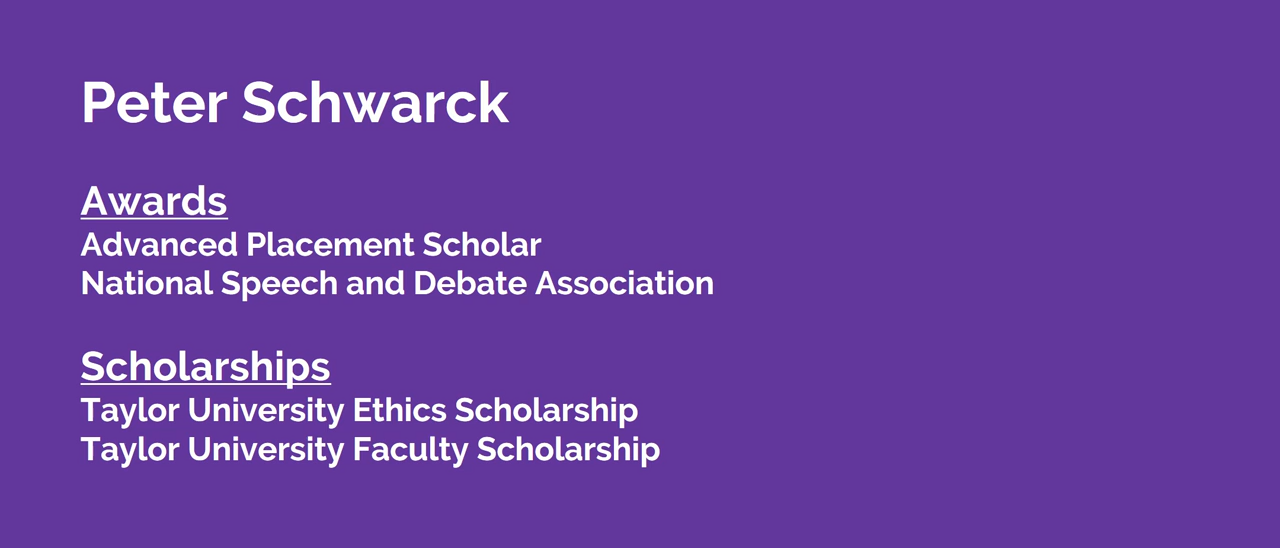 Peter Schwarck
Awards
Advanced Placement Scholar
National Speech and Debate Association
Scholarships
Taylor University Ethics Scholarship
Taylor University Faculty Scholarship